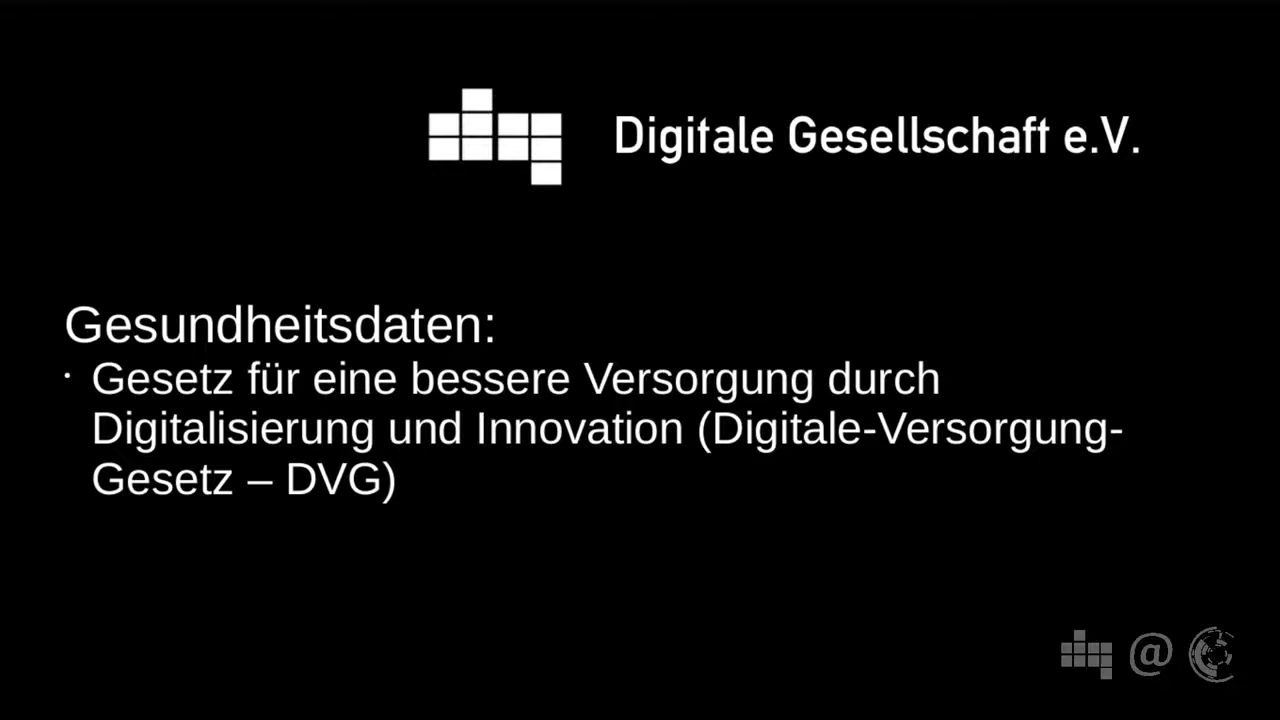 Digitale Gesellschaft e.V.
Gesundheitsdaten:
· Gesetz für eine bessere Versorgung durch
Digitalisierung und Innovation (Digitale-Versorgung-
Gesetz – DVG)
@